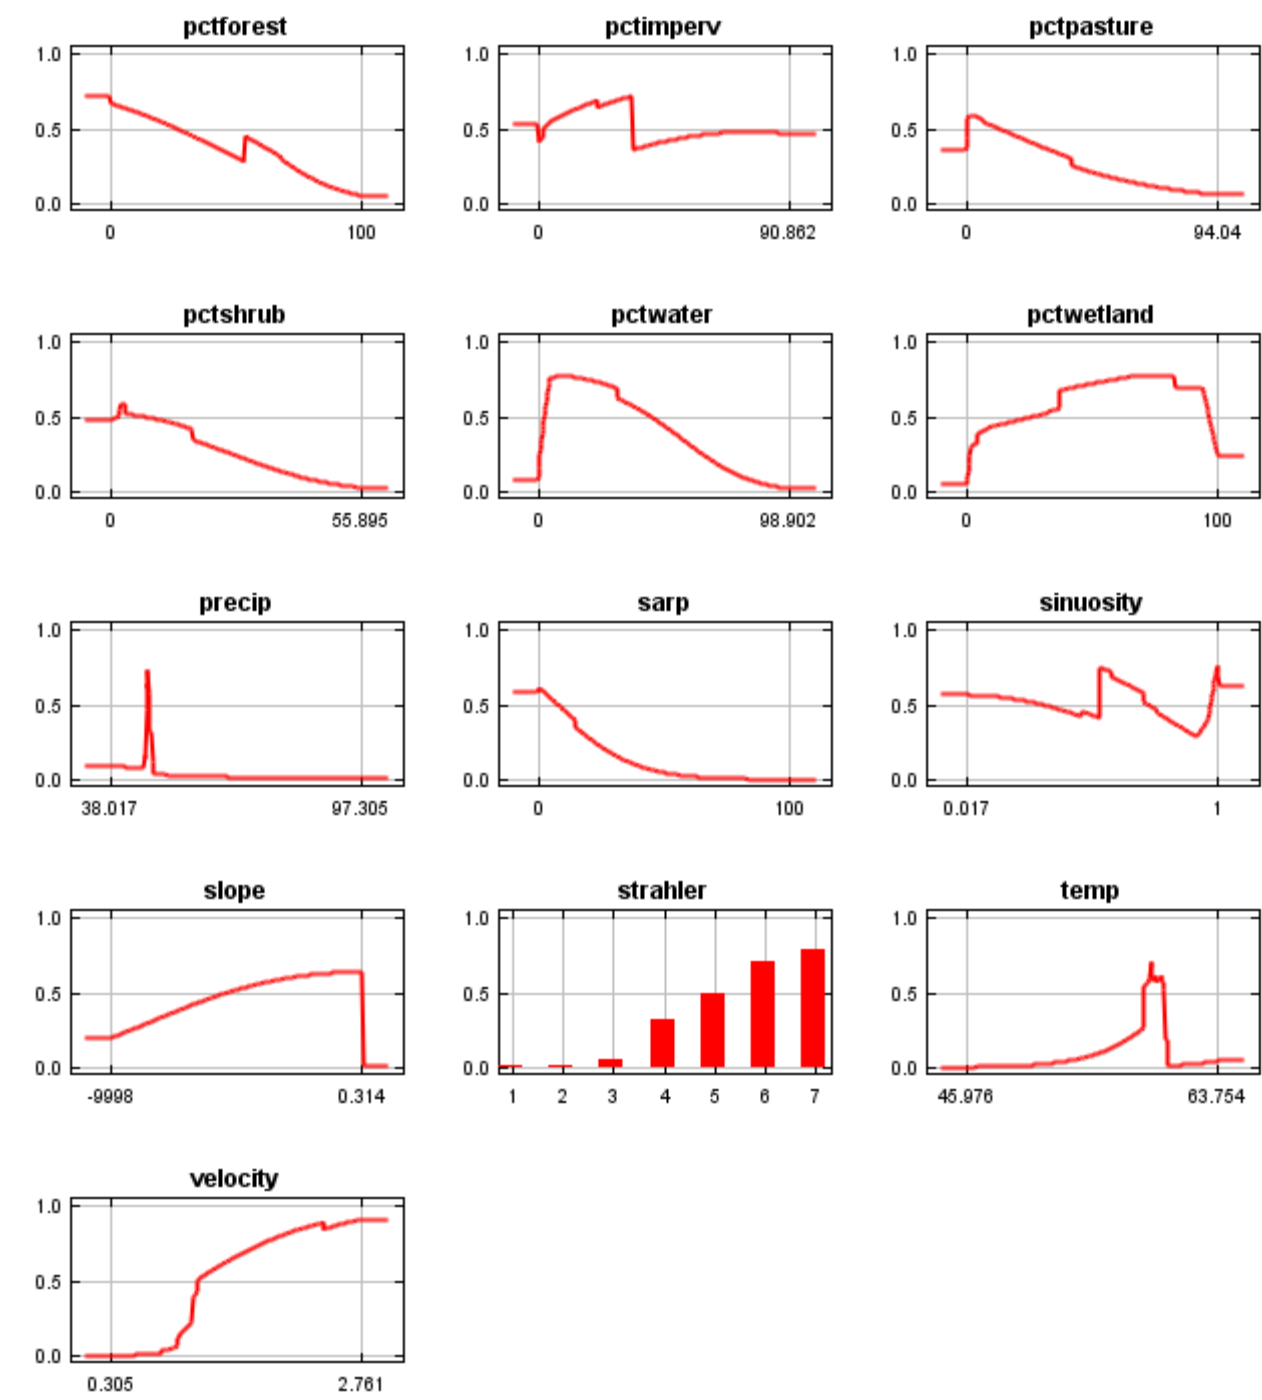 pctforest pctimperv pctpasture
1.0 1.0 1.0
0.5 0.5 0.5
0.0 0.0 0.0
0 100 0 90.862 0 94.04
pctshrub pctwater pctwetland
1.0 1.0 1.0
0.5 0.5 0.5
0.0 0.0 0.0
0 55.895 0 98.902 0 100
precip sarp sinuosity
1.0 1.0 1.0
0.5 0.5 0.5
0.0 0.0 0.0
38.017 97.305 0 100 0.017 1
slope strahler temp
1.0 1.0 1.0
0.5 0.5 0.5
0.0 0.0 0.0
-9998 0.314 1 2 3 4 5 6 7 45.976 63.754
velocity
1.0
0.5
0.0
0.305 2.761